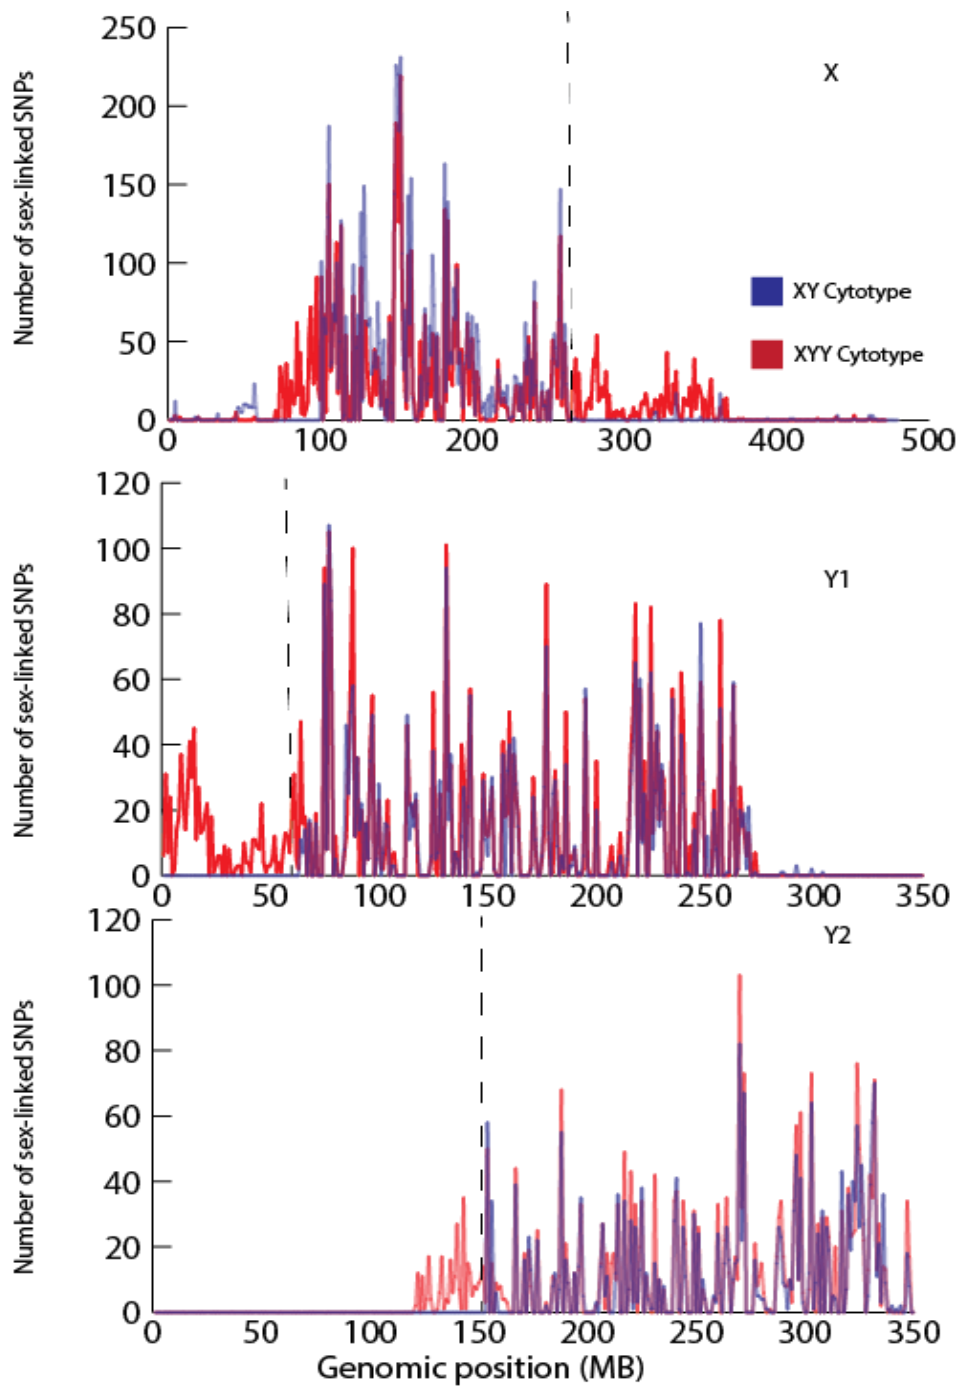 Number of sex-linked SNPs
250
200
150
100
50
0
X
XY Cytotype
XYY Cytotype
0 100 200 300 400 500
Number of sex-linked SNPs
120
100
80
60
40
20
0
Y1
0 50 100 150 200 250 300 350
Number of sex-linked SNPs
120
100
80
60
40
20
0
Y2
0 50 100 150 200 250 300 350
Genomic position (MB)